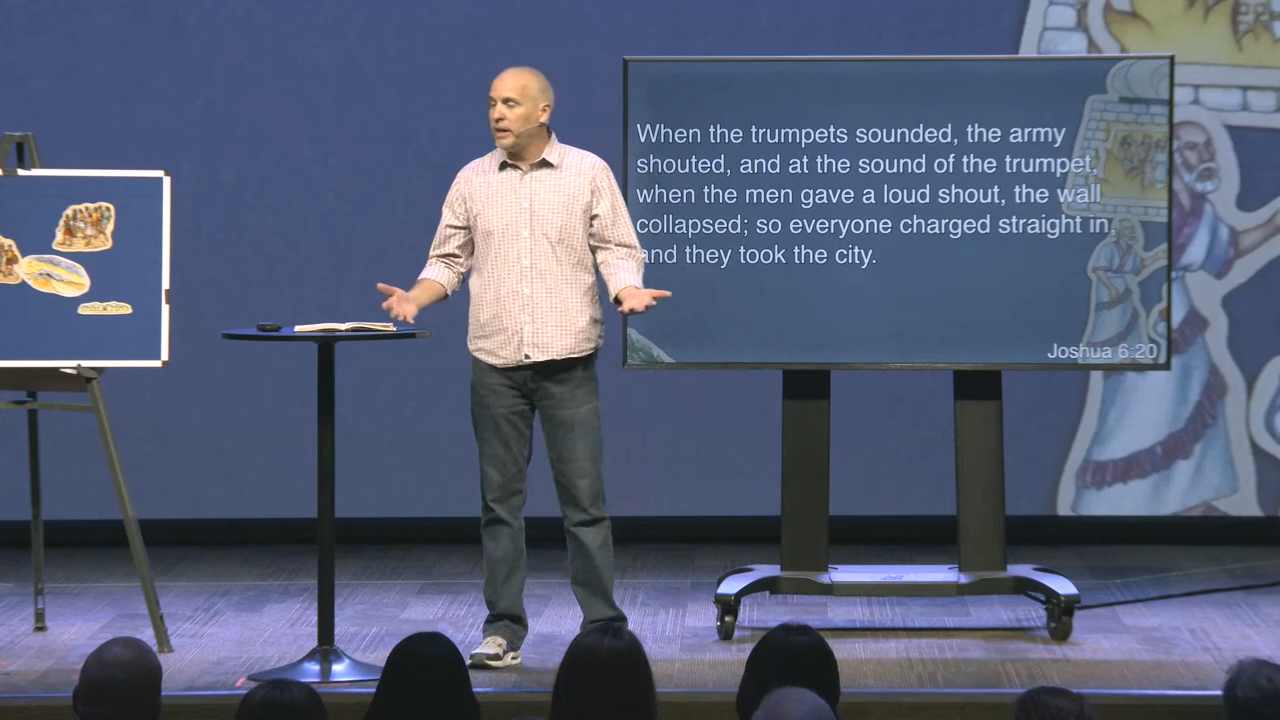 When the trumpets sounded, the army
shouted, and at the sound of the trumpet,
when the men gave a loud shout, the wall
collapsed; so everyone charged straight in,
and they took the city.
Joshua 6:20